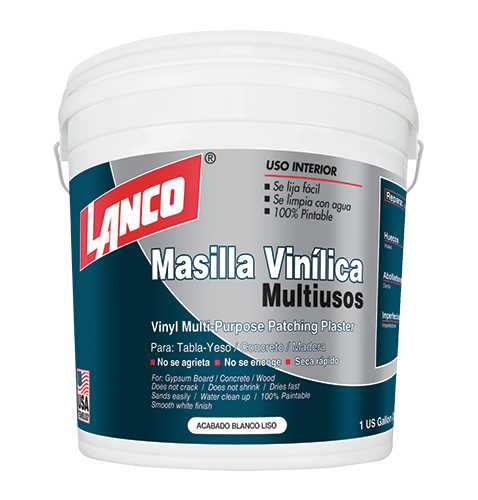 LANCO
®
USO INTERIOR
Se lija fácil
Se limpia con agua
100% Pintable
Masilla Vinílica
Multiusos
Vinyl Multi-Purpose Patching Plaster
Para: Tabla-Yeso / Concreto / Madera
No se agrieta ■ No se encoge ■ Seca rápido
For: Gypsum Board / Concrete / Wood
Does not crack / Does not shrink / Dries fast
Sands easily / Water clean up / 100% Paintable
Smooth white finish
ACABADO BLANCO LISO
USA
Huecos
1 US Gallon